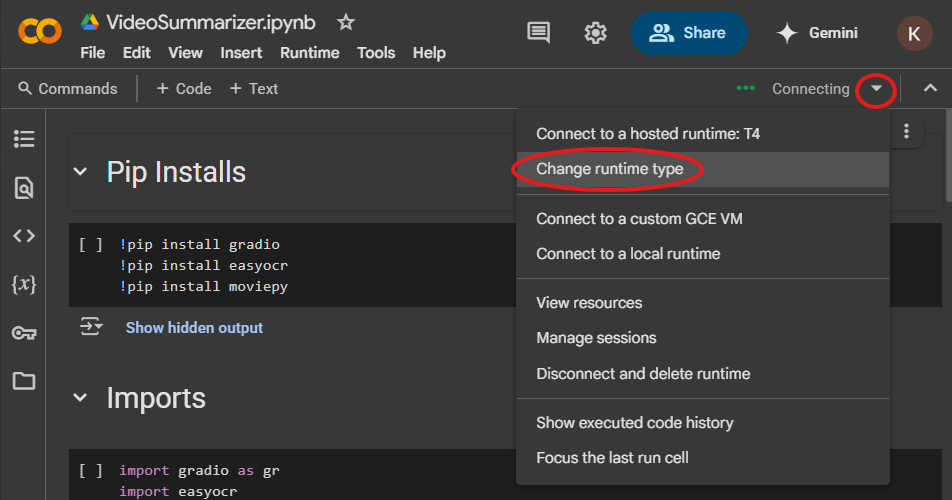 VideoSummarizer.ipynb
File Edit View Insert Runtime Tools Help
Share
Gemini
K
Commands
+ Code + Text
Connecting
Connect to a hosted runtime: T4
Change runtime type
Connect to a custom GCE VM
Connect to a local runtime
View resources
Manage sessions
Disconnect and delete runtime
Show executed code history
Focus the last run cell
{x}
Pip Installs
[ ] !pip install gradio
!pip install easyocr
!pip install moviepy
Show hidden output
Imports
[ ] import gradio as gr
import easyocr